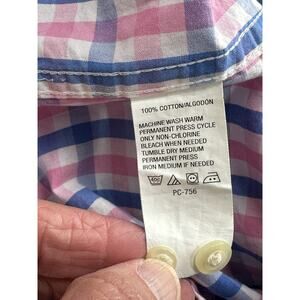 100% COTTON/ALGODÓN
MACHINE WASH WARM
PERMANENT PRESS CYCLE
ONLY NON-CHLORINE
BLEACH WHEN NEEDED
TUMBLE DRY MEDIUM
PERMANENT PRESS
IRON MEDIUM IF NEEDED
PC-756